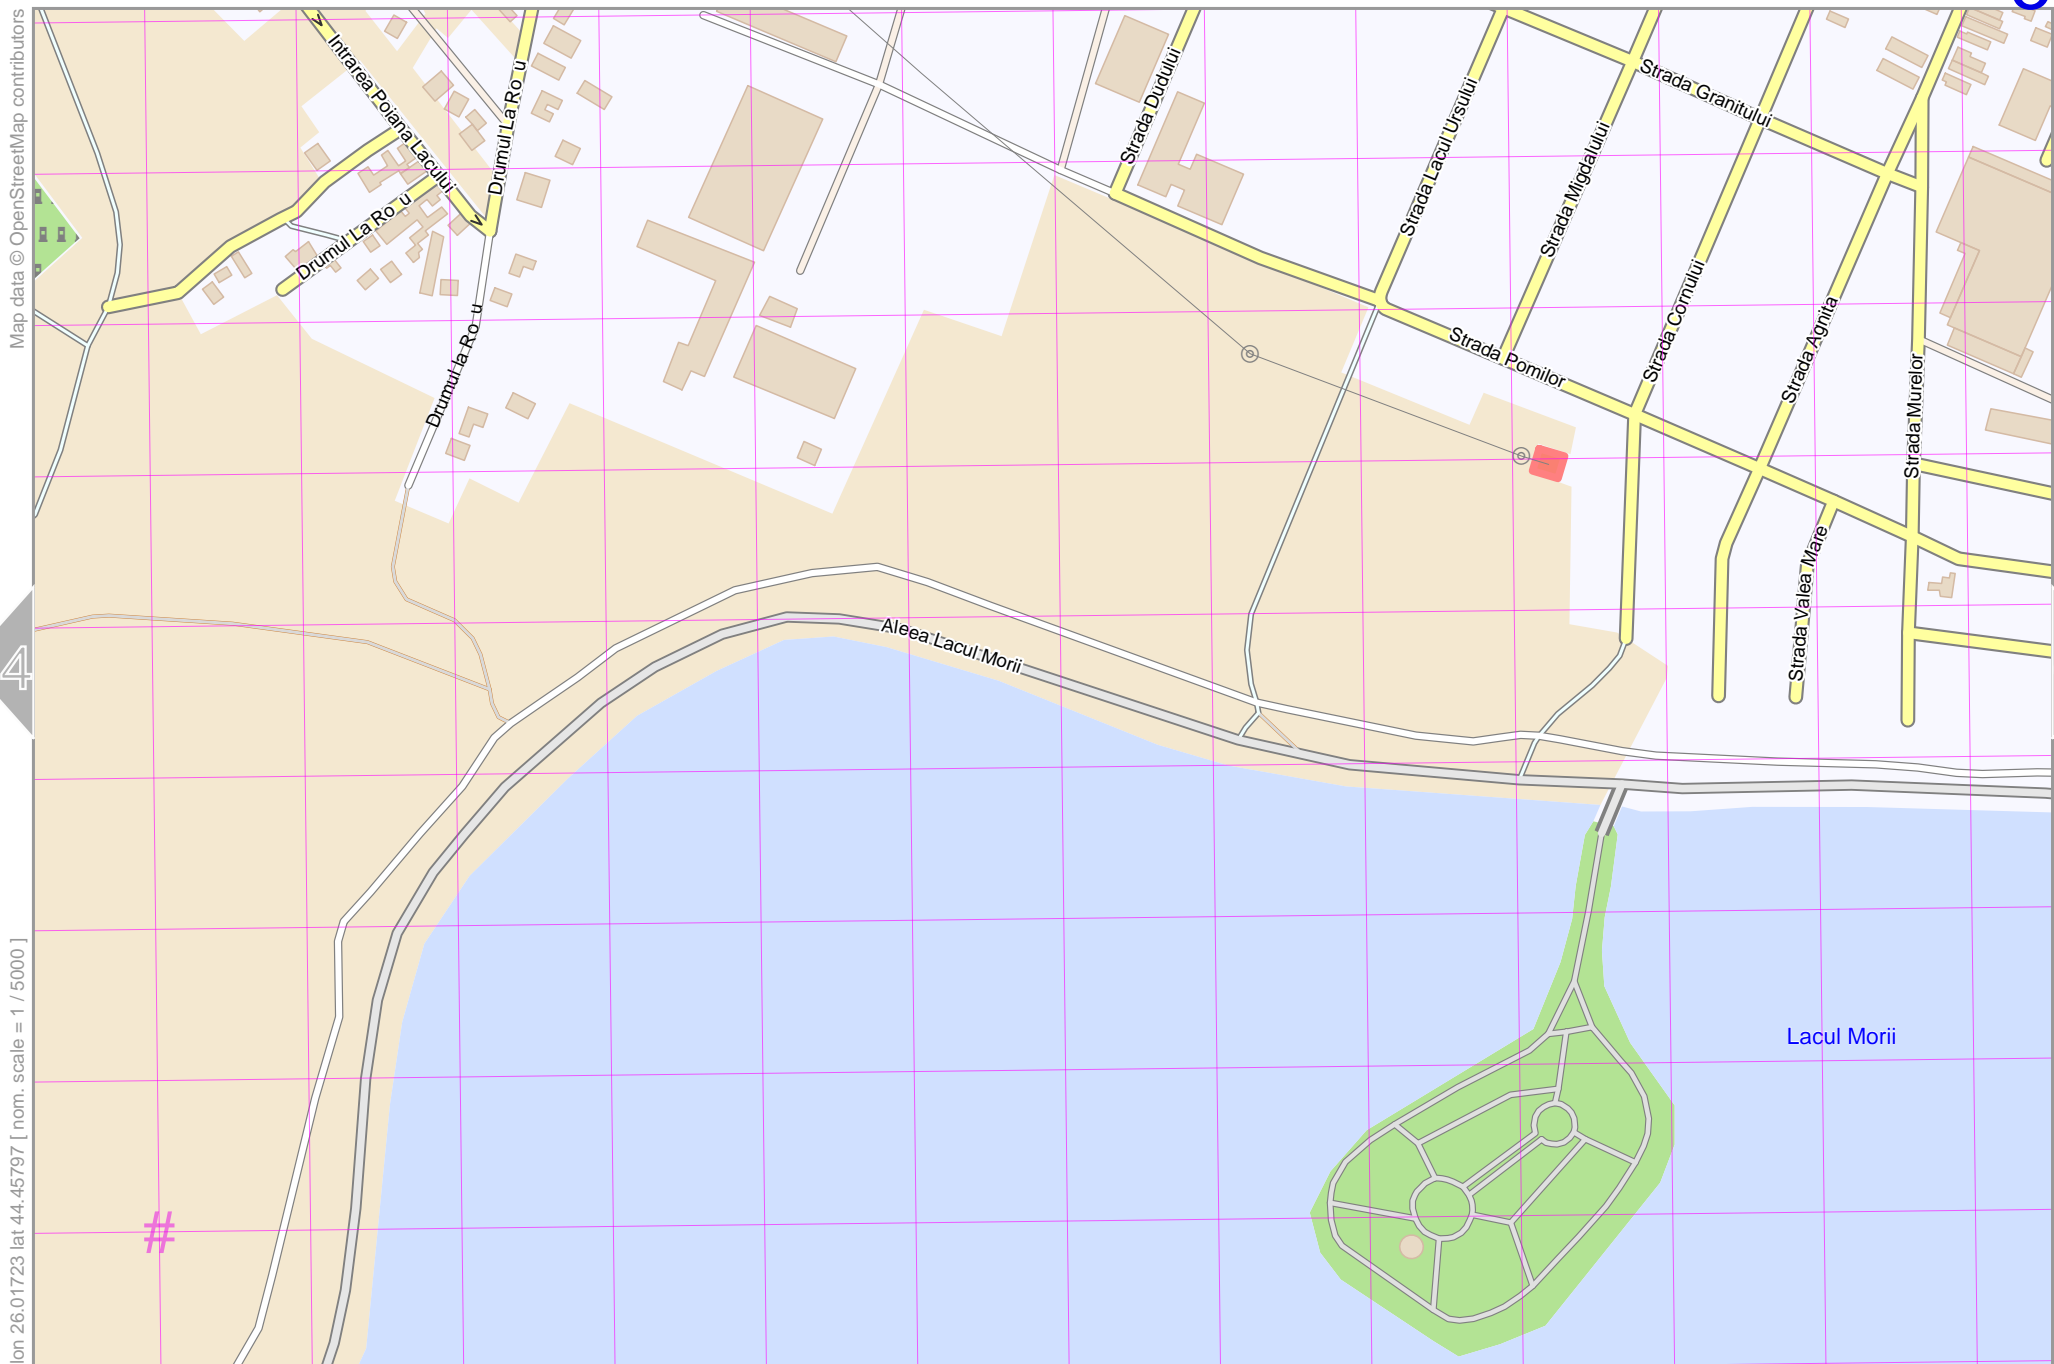 Map data © OpenStreetMap contributors
Intrarea Poiana Lacului
Drumul La Ro u
Strada Dudului
Strada Lacul Ursului
Strada Granitului
Strada Migdalului
Drumul La Ro u
Drumul la Ro u
Strada Pomilor
Strada Cornului
Strada Agnita
Strada Murelor
Strada Valea Mare
Aleea Lacul Morii
4
Lacul Morii
#
lon 26.01723 lat 44.45797 [ nom. scale = 1 / 5000 ]